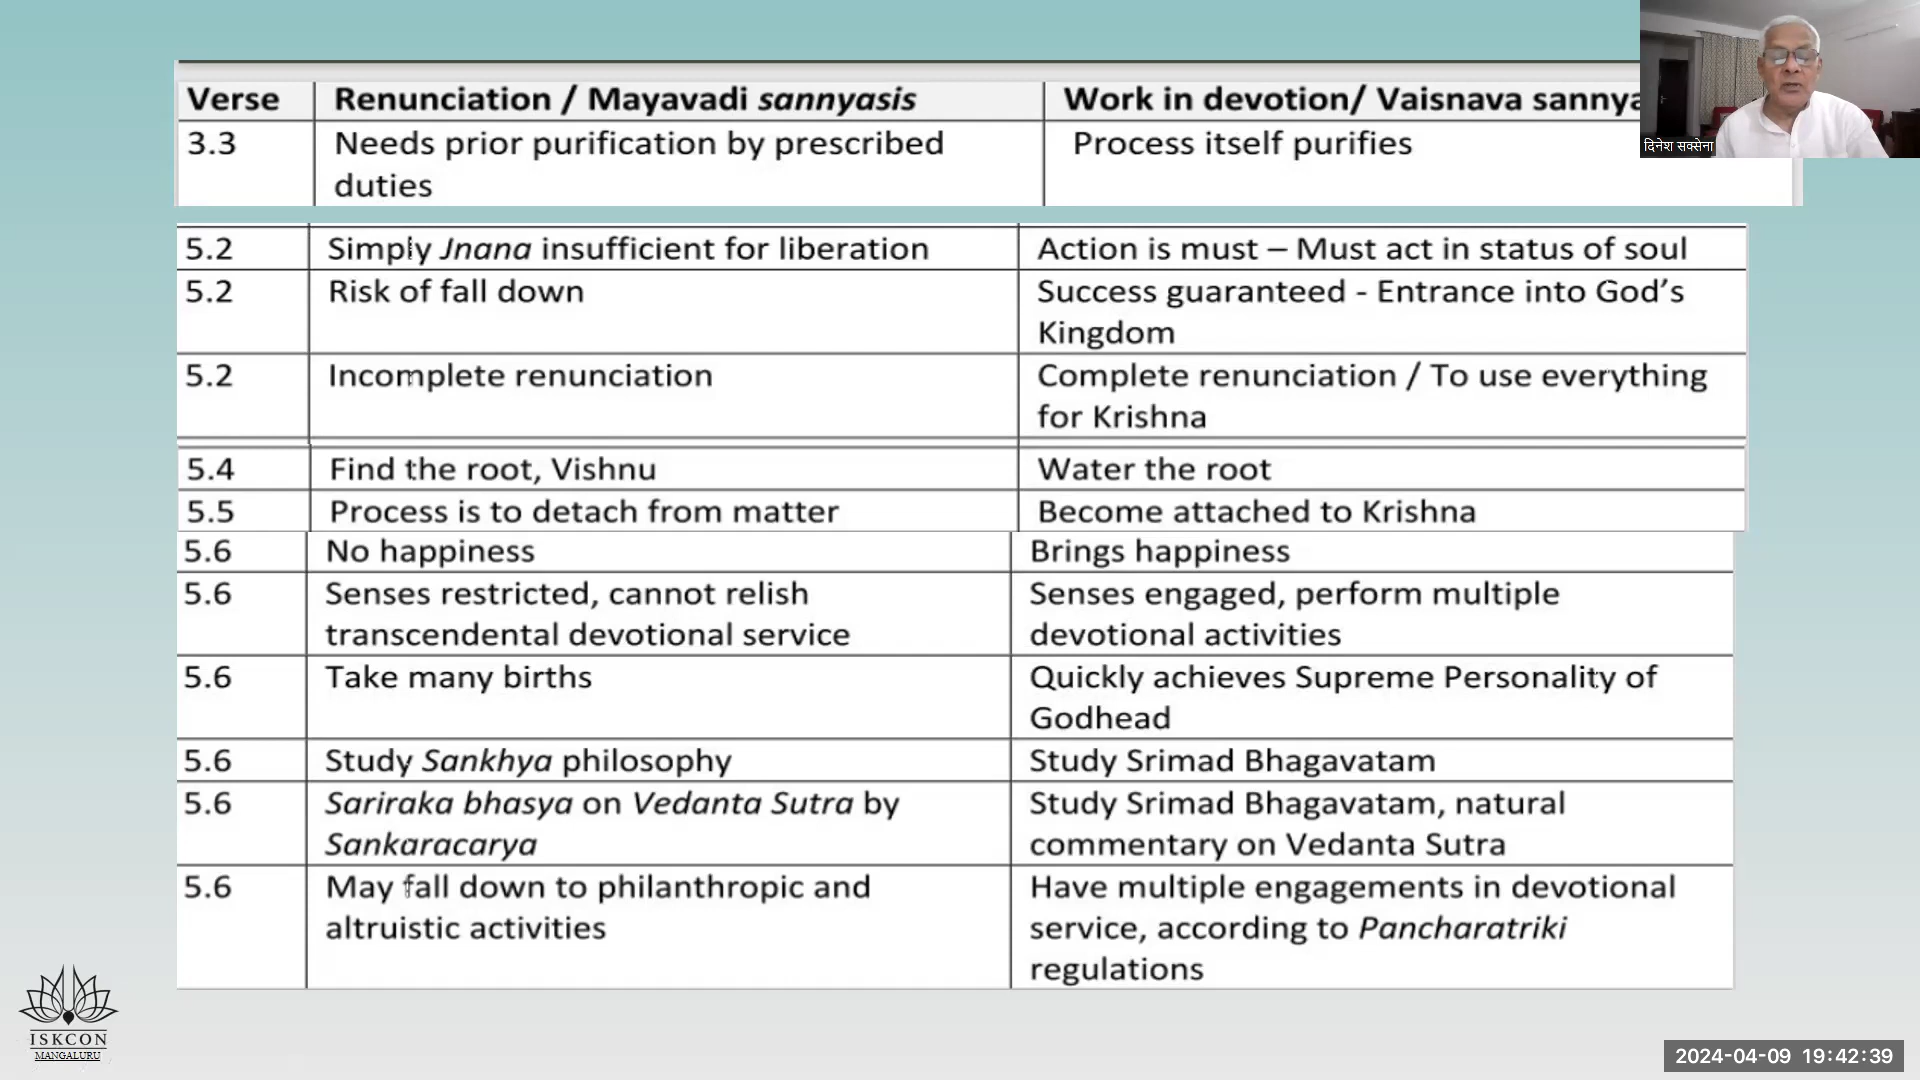 Verse Renunciation / Mayavadi sannyasis Work in devotion/ Vaisnava
3.3 Needs prior purification by prescribed Process itself purifies
duties
5.2 Simply Jnana insufficient for liberation Action is must – Must act in status of soul
5.2 Risk of fall down Success guaranteed - Entrance into God’s
Kingdom
5.2 Incomplete renunciation Complete renunciation / To use everything
for Krishna
5.4 Find the root, Vishnu Water the root
5.5 Process is to detach from matter Become attached to Krishna
5.6 No happiness Brings happiness
5.6 Senses restricted, cannot relish Senses engaged, perform multiple
transcendental devotional service devotional activities
5.6 Take many births Quickly achieves Supreme Personality of
Godhead
5.6 Study Sankhya philosophy Study Srimad Bhagavatam
5.6 Sariraka bhasya on Vedanta Sutra by Study Srimad Bhagavatam, natural
Sankaracarya commentary on Vedanta Sutra
5.6 May fall down to philanthropic and Have multiple engagements in devotional
altruistic activities service, according to Pancharatriki
regulations
दिनेश सक्सेना
ISKCON
MANGALURU
2024-04-09 19:42:39